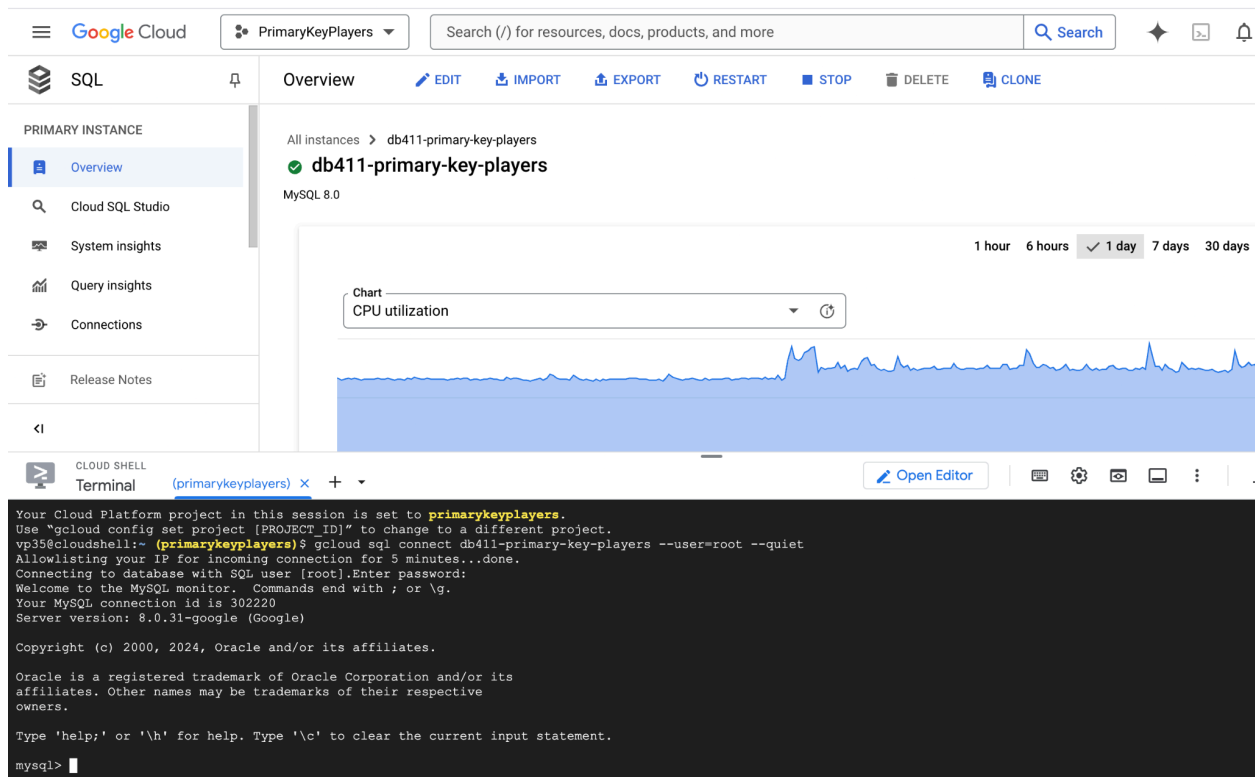 Google Cloud
PrimaryKeyPlayers
Search (/) for resources, docs, products, and more
Search
SQL
Overview
EDIT
IMPORT
EXPORT
RESTART
STOP
DELETE
CLONE
PRIMARY INSTANCE
Overview
Cloud SQL Studio
System insights
Query insights
Connections
Release Notes
All instances > db411-primary-key-players
db411-primary-key-players
MySQL 8.0
1 hour 6 hours 1 day 7 days 30 days
Chart
CPU utilization
CLOUD SHELL
Terminal
(primarykeyplayers)
Open Editor
Your Cloud Platform project in this session is set to primarykeyplayers.
Use “gcloud config set project [PROJECT_ID]” to change to a different project.
vp35@cloudshell:~ (primarykeyplayers)$ gcloud sql connect db411-primary-key-players --user=root --quiet
Allowlisting your IP for incoming connection for 5 minutes...done.
Connecting to database with SQL user [root].Enter password:
Welcome to the MySQL monitor.  Commands end with ; or \g.
Your MySQL connection id is 302220
Server version: 8.0.31-google (Google)
Copyright (c) 2000, 2024, Oracle and/or its affiliates.
Oracle is a registered trademark of Oracle Corporation and/or its
affiliates. Other names may be trademarks of their respective
owners.
Type 'help;' or '\h' for help. Type '\c' to clear the current input statement.
mysql>